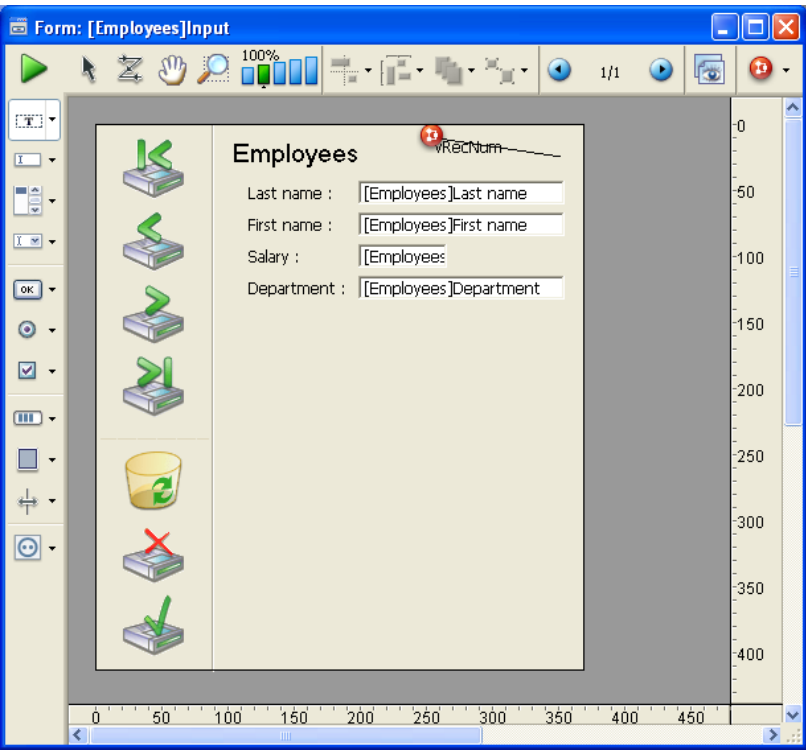 Form: [Employees]Input
100%
1/1
T
I
I
OK
Employees
vRecNum
Last name : [Employees]Last name
First name : [Employees]First name
Salary : [Employees
Department : [Employees]Department
0
50
100
150
200
250
300
350
400
0 50 100 150 200 250 300 350 400 450